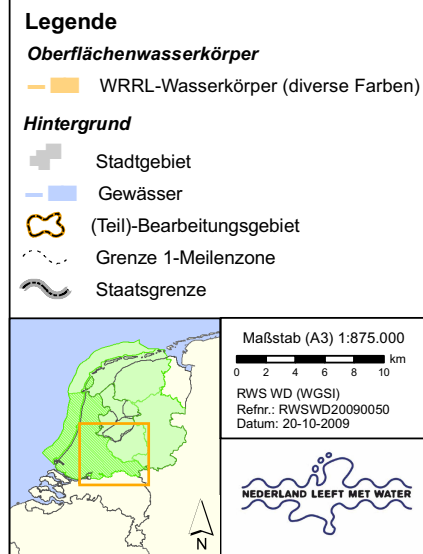 Legende
Oberflächenwasserkörper
WRRL-Wasserkörper (diverse Farben)
Hintergrund
Stadtgebiet
Gewässer
(Teil)-Bearbeitungsgebiet
Grenze 1-Meilenzone
Staatsgrenze
Maßstab (A3) 1:875.000
km
0 2 4 6 8 10
RWS WD (WGSI)
Refnr.: RWSWD20090050
Datum: 20-10-2009
NEDERLAND LEEFT MET WATER
N